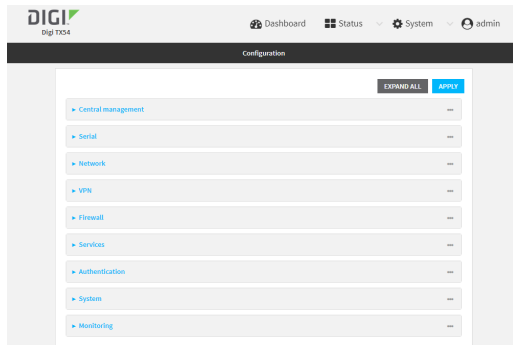 DIGI.
Digi TX54
Dashboard Status System admin
Configuration
EXPAND ALL APPLY
Central management
Serial
Network
VPN
Firewall
Services
Authentication
System
Monitoring